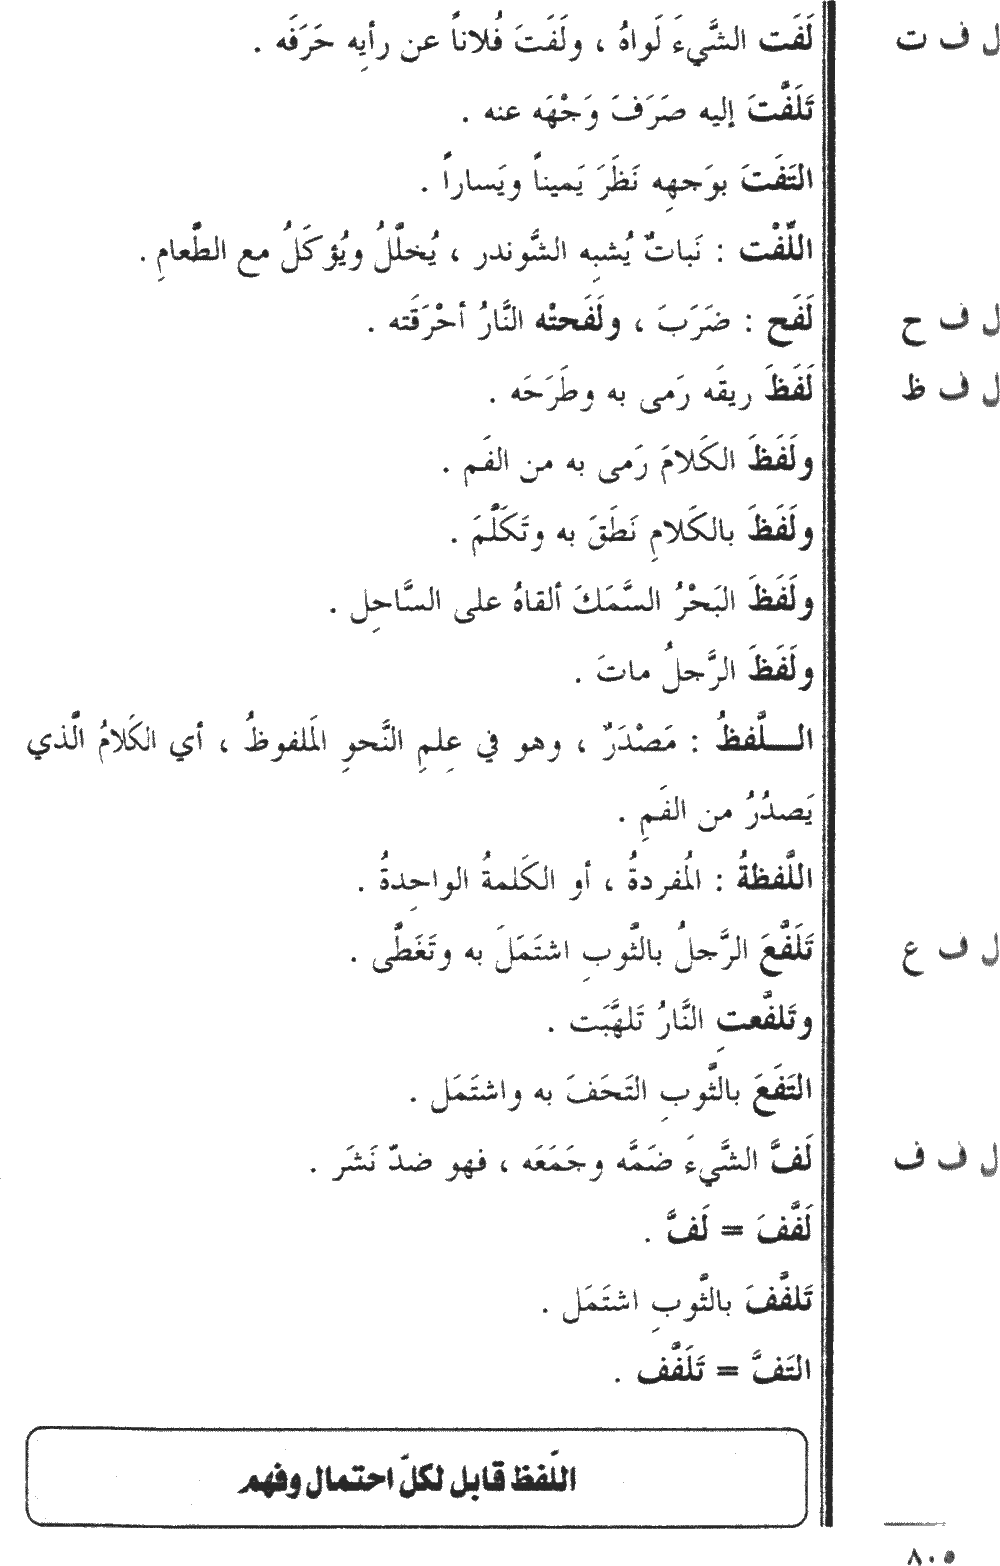 ل ف ت لَفَت الشَّيءَ لَواهُ ، ولَفَتَ فُلاناً عن رأيِه حَرَفَه .
تَلَفَّتَ إليه صَرَفَ وَجْهَه عنه .
التَفَتَ بوَجهِه نَظَرَ يَميناً ويَساراً .
اللّفْت : نَباتٌ يُشبِه الشَّوندر ، يُخلَّلُ ويُؤكَلُ مع الطَّعامِ .
ل ف ح لَفَح : ضَرَبَ ، ولَفَحتْه النَّارُ أحْرَقَته .
ل ف ظ لَفَظَ ريقَه رَمى به وطَرَحَه .
ولَفَظَ الكَلامَ رَمى به من الفَم .
ولَفَظَ بالكَلامِ نَطَقَ به وتَكَلَّمَ .
ولَفَظَ البَحْرُ السَّمَكَ ألقاهُ على السَّاحِل .
ولَفَظَ الرَّجلُ ماتَ .
الـــلَّفظُ : مَصْدَرٌ ، وهو في عِلمِ النَّحوِ المَلفوظُ ، أي الكَلامُ الَّذي
يَصدُرُ من الفَمِ .
اللَّفظةُ : المُفردةُ ، أو الكَلمةُ الواحِدةُ .
ل ف ع تَلَفَّعَ الرَّجلُ بالثَّوبِ اشتَمَلَ به وتَغَطَّى .
وتَلفَّعتِ النَّارُ تَلهَّبَت .
التَفَعَ بالثَّوبِ التَحَفَ به واشتَمَل .
ل ف ف لَفَّ الشَّيءَ ضَمَّه وجَمَعَه ، فهو ضدّ نَشَر .
لَفَّفَ = لَفَّ .
تَلفَّفَ بالثَّوبِ اشتَمَل .
التَفَّ = تَلَفَّف .
اللّفظ قابل لكلّ احتمال وفهم
٨٠٥